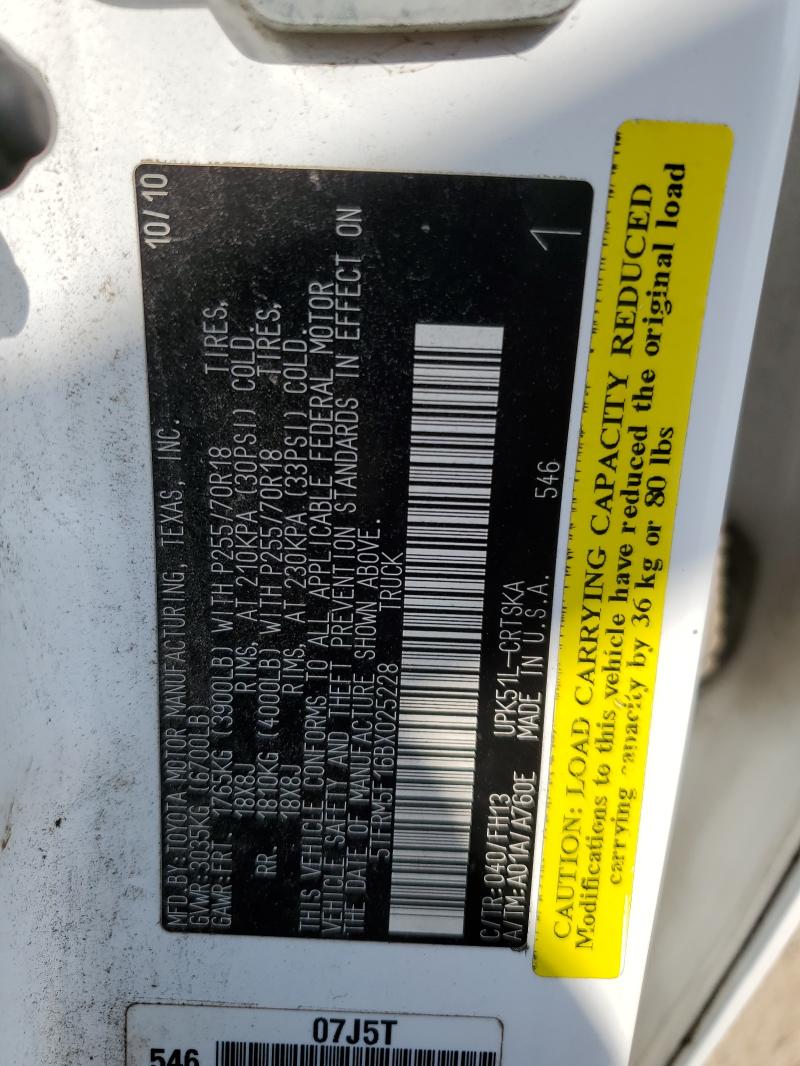 MFD BY: TOYOTA MOTOR MANUFACTURING, TEXAS, INC. 10/10
GVWR: 3035KG (6700LB)
GAWR: FRT. 1765KG (3900LB) WITH P255/70R18 TIRES,
18X8J RIMS, AT 210KPA (30PSI) COLD.
RR. 1810KG (4000LB) WITH P255/70R18 TIRES,
18X8J RIMS, AT 230KPA (33PSI) COLD.
THIS VEHICLE CONFORMS TO ALL APPLICABLE FEDERAL MOTOR
VEHICLE SAFETY AND THEFT PREVENTION STANDARDS IN EFFECT ON
THE DATE OF MANUFACTURE SHOWN ABOVE.
5TFRM5F16BX025228 TRUCK
C/TR: 040/FH13 UPK51L-CRTSKA 546
A/TM: A01A/A760E MADE IN U.S.A. 1
CAUTION: LOAD CARRYING CAPACITY REDUCED
Modifications to this vehicle have reduced the original load
carrying capacity by 36 kg or 80 lbs
07J5T
546